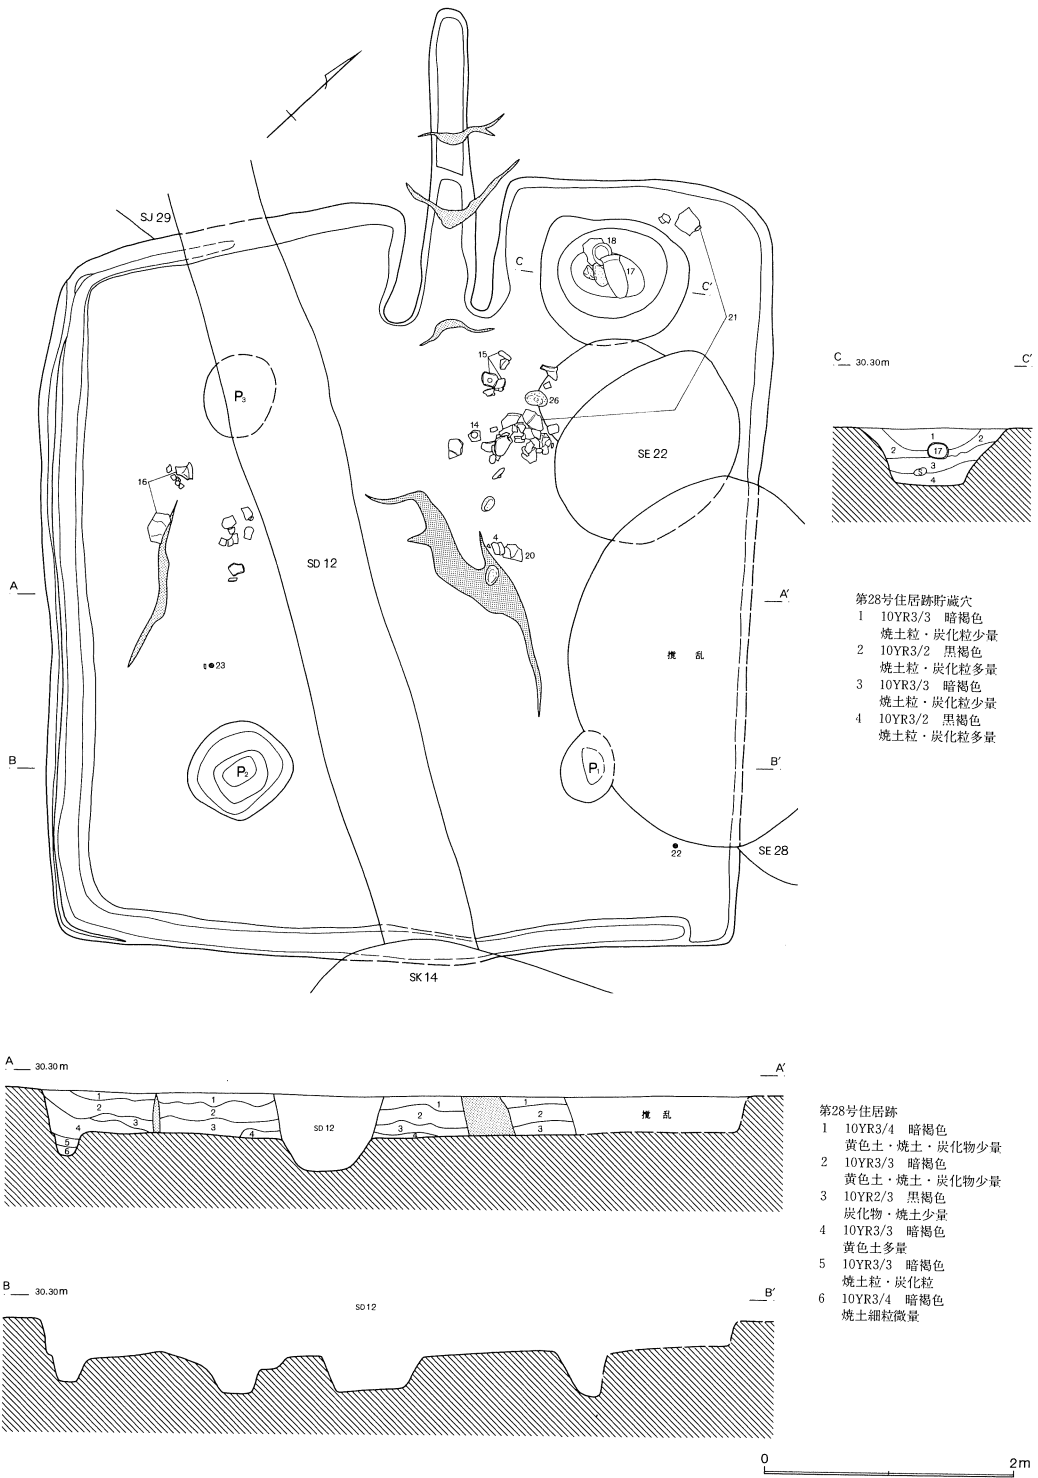 SJ 29
C
18
17
C′
21
15
26
14
P3
SE 22
C 30.30m C′
1
2
2
17
3
S
4
16
4
20
SD 12
A
A′
第28号住居跡貯蔵穴
1 10YR3/3 暗褐色
焼土粒・炭化粒少量
2 10YR3/2 黒褐色
焼土粒・炭化粒多量
3 10YR3/3 暗褐色
焼土粒・炭化粒少量
4 10YR3/2 黒褐色
焼土粒・炭化粒多量
攪乱
23
B
P2
P1
B′
22
SE 28
SK 14
A 30.30m A′
1 1 1 1
2 2 2 2
3 3 3 3
4 4 4
5
6
SD 12
攪乱
第28号住居跡
1 10YR3/4 暗褐色
黄色土・焼土・炭化物少量
2 10YR3/3 暗褐色
黄色土・焼土・炭化物少量
3 10YR2/3 黒褐色
炭化物・焼土少量
4 10YR3/3 暗褐色
黄色土多量
5 10YR3/3 暗褐色
焼土粒・炭化粒
6 10YR3/4 暗褐色
焼土細粒微量
B 30.30m B′
SD 12
0 2m